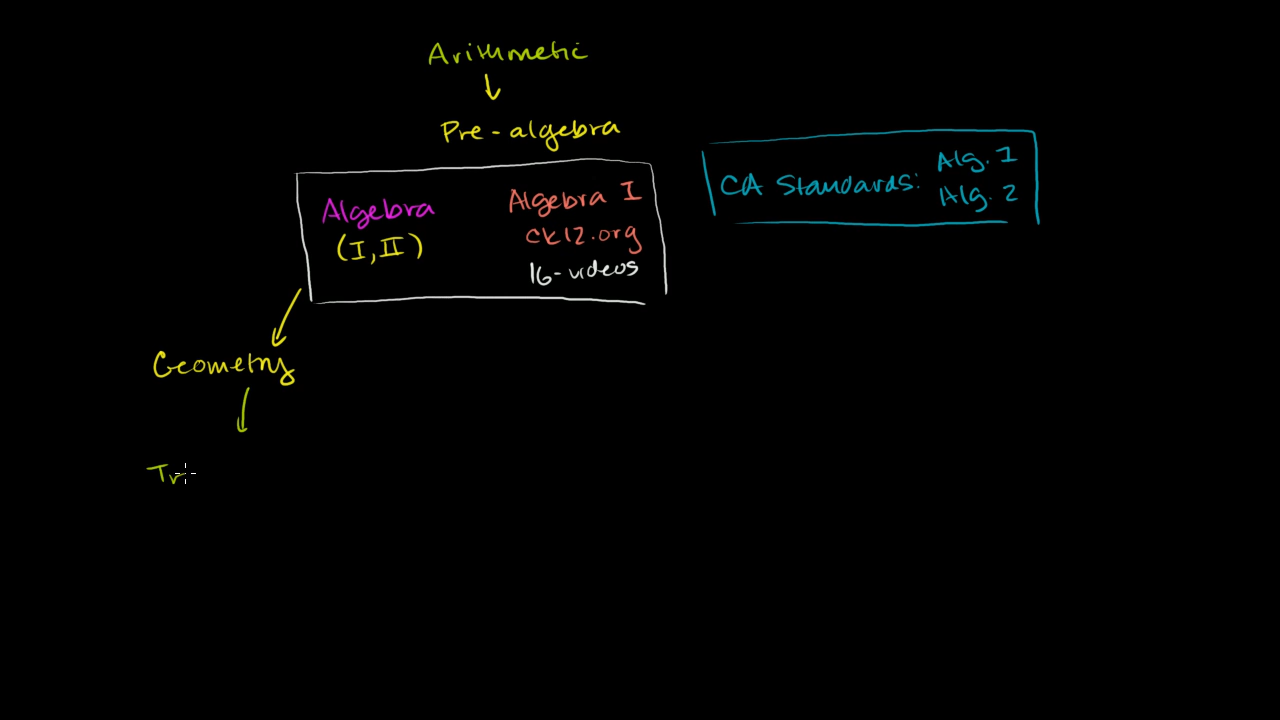 Arithmetic
Pre-algebra
Algebra
(I, II)
Algebra I
ck12.org
16-videos
CA Standards:
Alg. 1
Alg. 2
Geometry
Tr